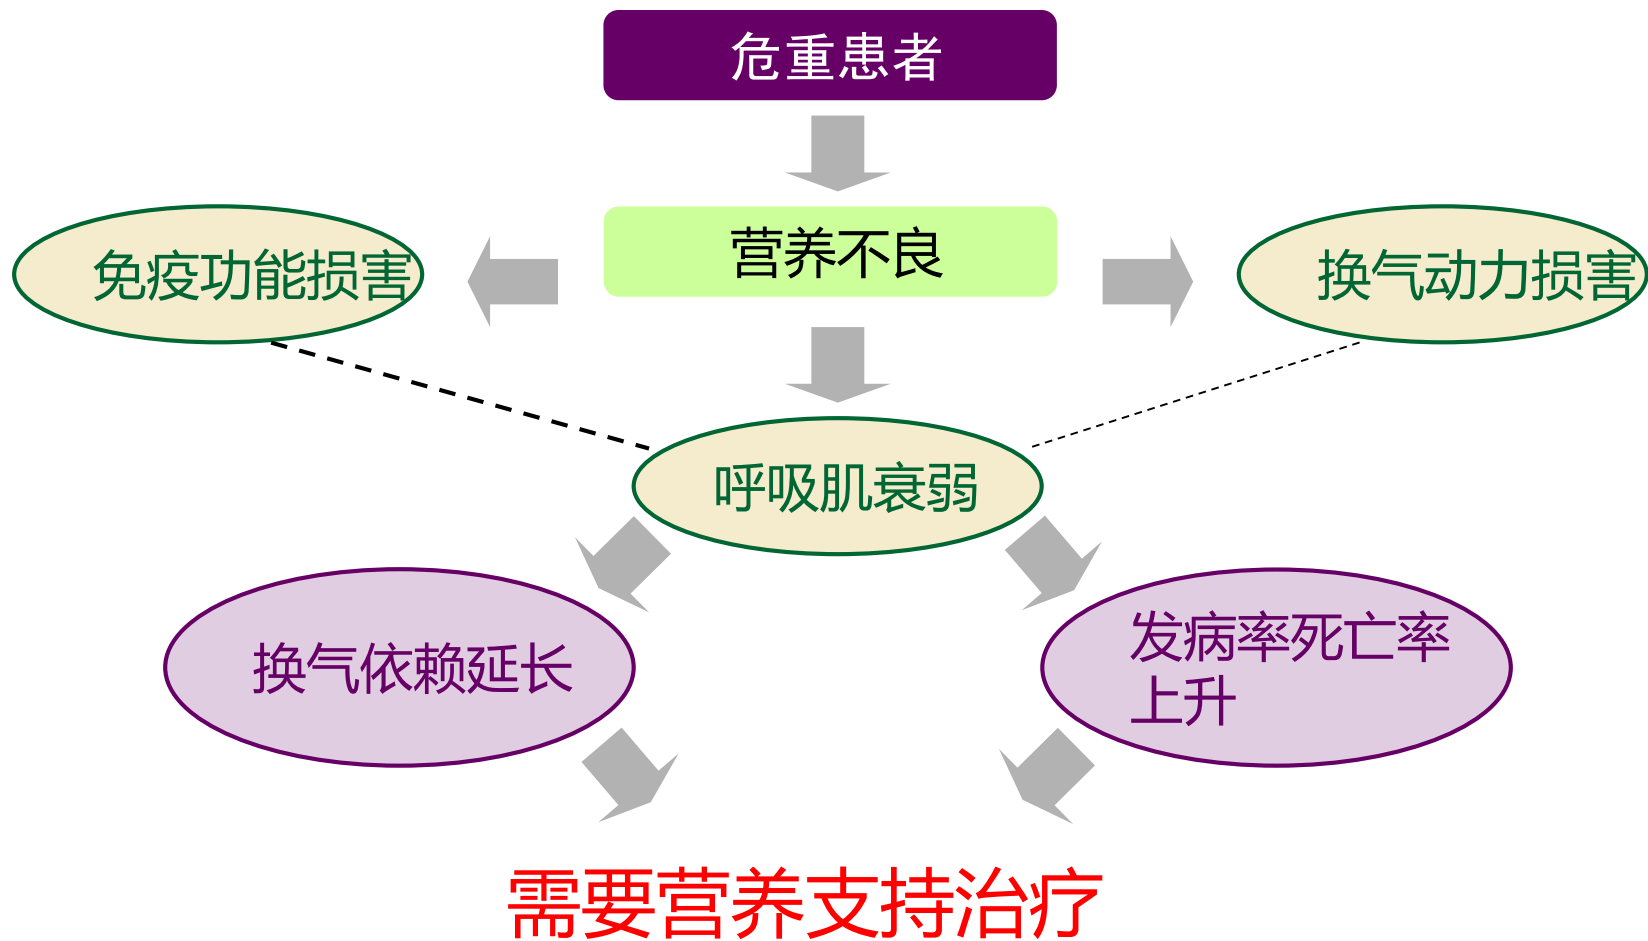 危重患者
营养不良
免疫功能损害
换气动力损害
呼吸肌衰弱
换气依赖延长
发病率死亡率
上升
需要营养支持治疗